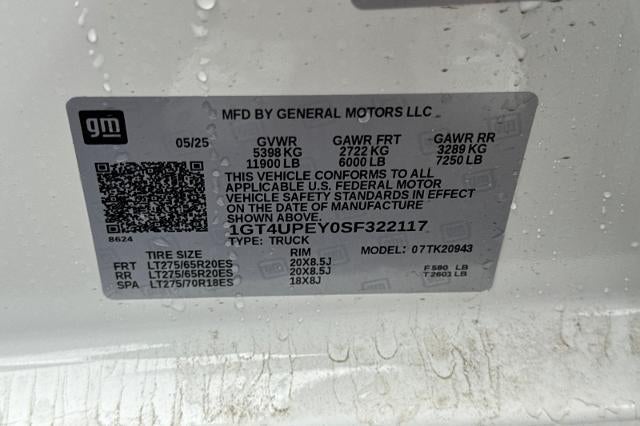 gm
MFD BY GENERAL MOTORS LLC
05/25 GVWR GAWR FRT GAWR RR
5398 KG 2722 KG 3289 KG
11900 LB 6000 LB 7250 LB
THIS VEHICLE CONFORMS TO ALL
APPLICABLE U.S. FEDERAL MOTOR
VEHICLE SAFETY STANDARDS IN
EFFECT ON THE DATE OF MANUFACTURE
SHOWN ABOVE.
8624
1GT4UPEY0SF322117
TYPE: TRUCK MODEL: 07TK20943
TIRE SIZE RIM
FRT LT275/65R20ES 20X8.5J F 580 LB
RR LT275/65R20ES 20X8.5J T 2601 LB
SPA LT275/70R18ES 18X8J